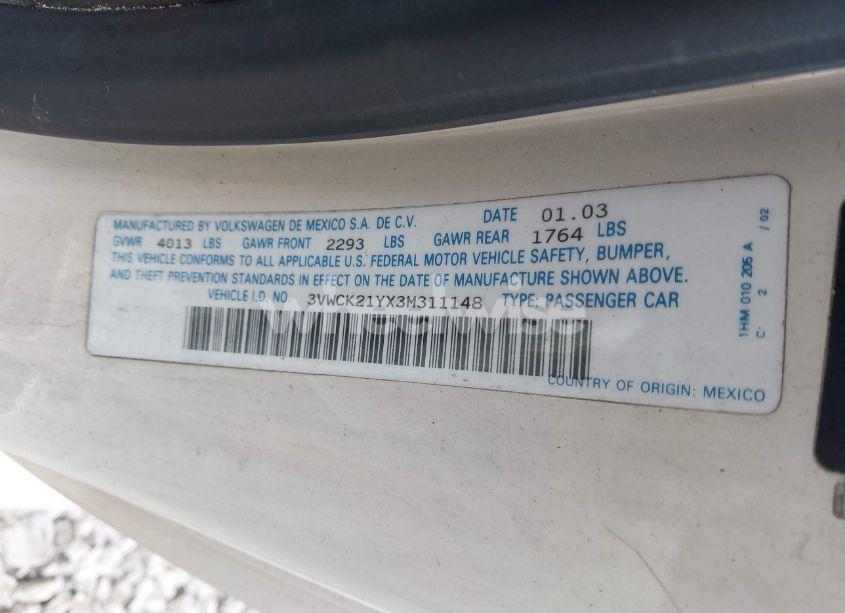 MANUFACTURED BY VOLKSWAGEN DE MEXICO S.A. DE C.V. DATE 01.03
GVWR 4013 LBS GAWR FRONT 2293 LBS GAWR REAR 1764 LBS
THIS VEHICLE CONFORMS TO ALL APPLICABLE U.S. FEDERAL MOTOR VEHICLE SAFETY, BUMPER,
AND THEFT PREVENTION STANDARDS IN EFFECT ON THE DATE OF MANUFACTURE SHOWN ABOVE.
VEHICLE I.D. NO. 3VWCK21YX3M311148 TYPE: PASSENGER CAR
COUNTRY OF ORIGIN: MEXICO
1HM 010 205 A / 02
C- 2
wheelwise